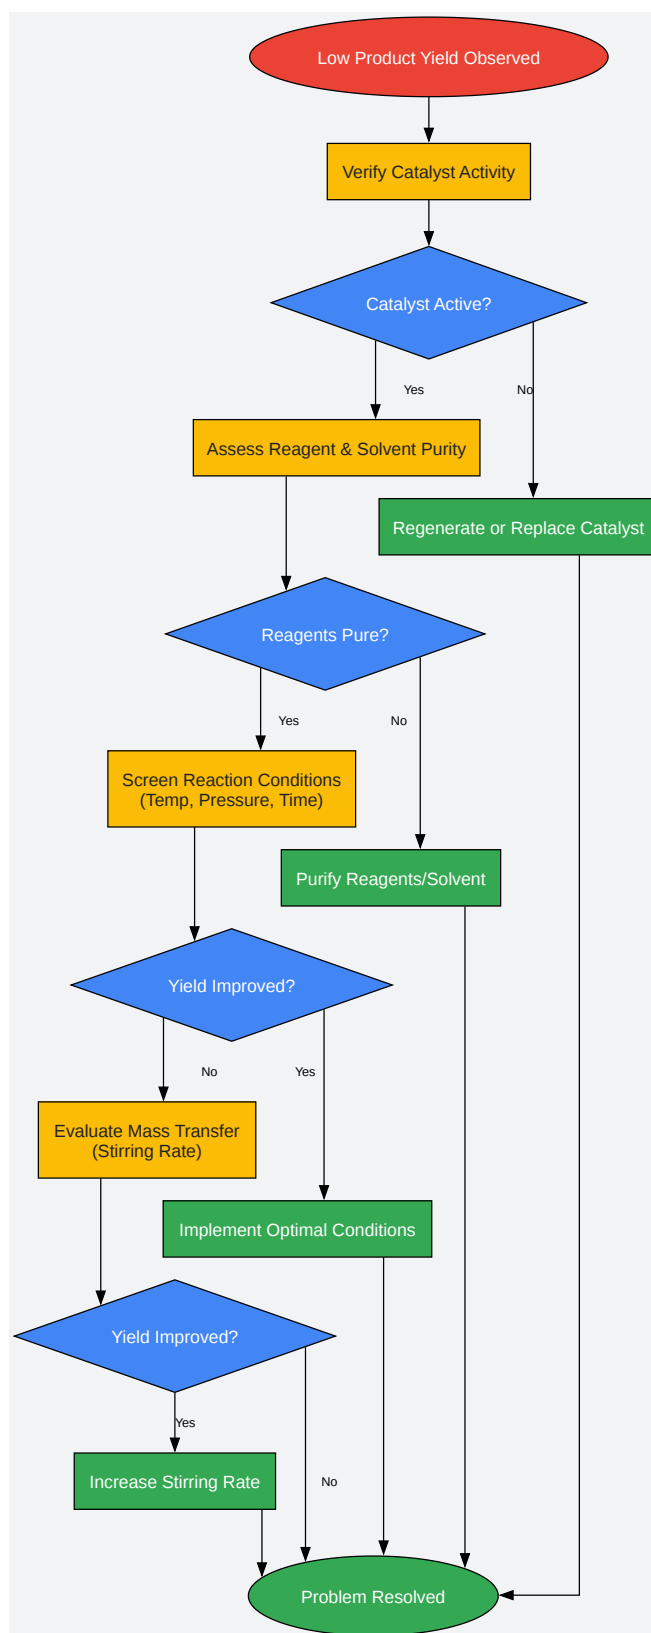 Low Product Yield Observed
Verify Catalyst Activity
Catalyst Active?
Yes
No
Assess Reagent & Solvent Purity
Regenerate or Replace Catalyst
Reagents Pure?
Yes
No
Screen Reaction Conditions
(Temp, Pressure, Time)
Purify Reagents/Solvent
Yield Improved?
No
Yes
Evaluate Mass Transfer
(Stirring Rate)
Implement Optimal Conditions
Yield Improved?
Yes
Increase Stirring Rate
No
Problem Resolved